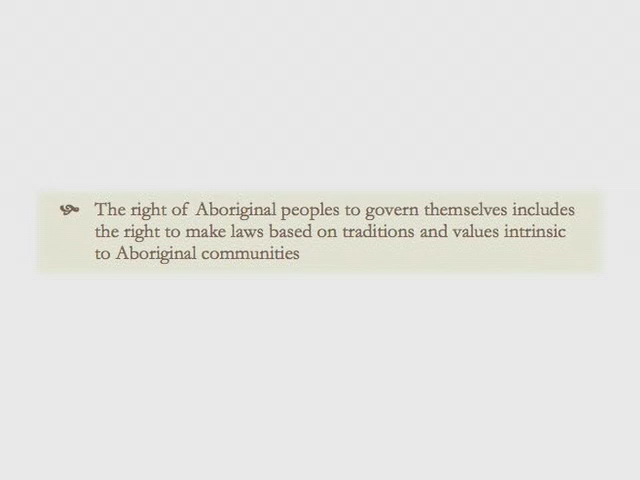 The right of Aboriginal peoples to govern themselves includes
the right to make laws based on traditions and values intrinsic
to Aboriginal communities